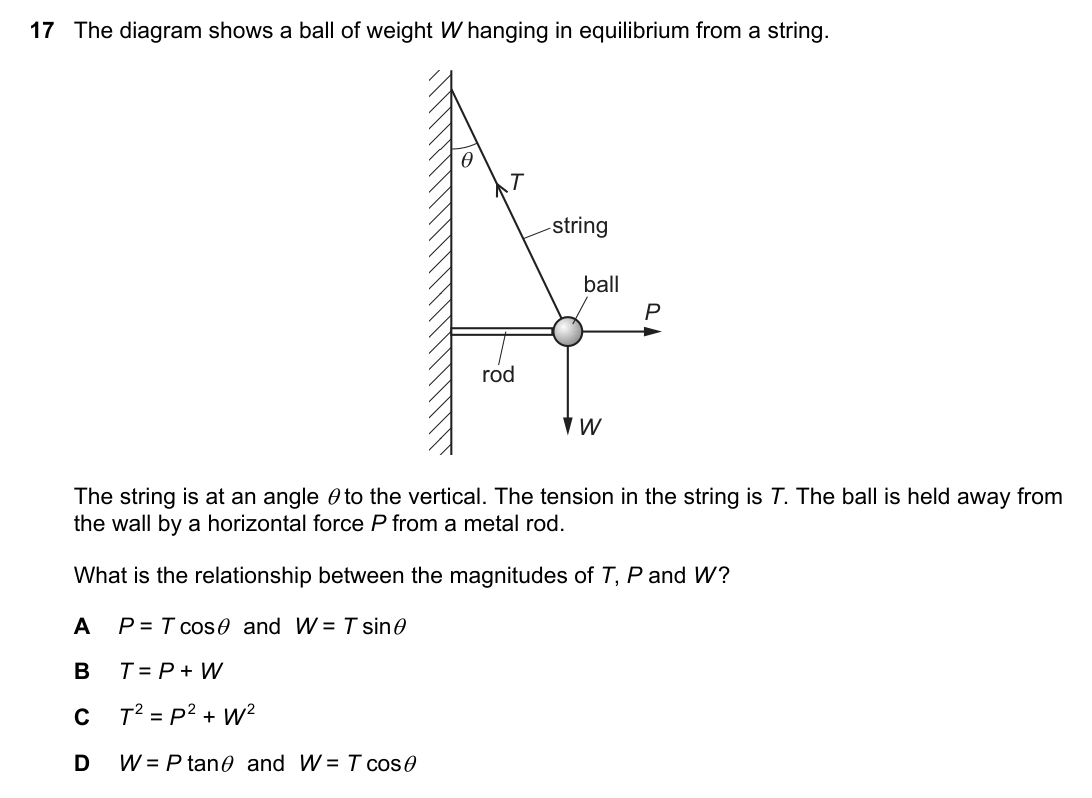 17 The diagram shows a ball of weight W hanging in equilibrium from a string.
θ
T
string
ball
P
rod
W
The string is at an angle θ to the vertical. The tension in the string is T. The ball is held away from
the wall by a horizontal force P from a metal rod.
What is the relationship between the magnitudes of T, P and W?
A P = T cosθ and W = T sinθ
B T = P + W
C T² = P² + W²
D W = P tanθ and W = T cosθ